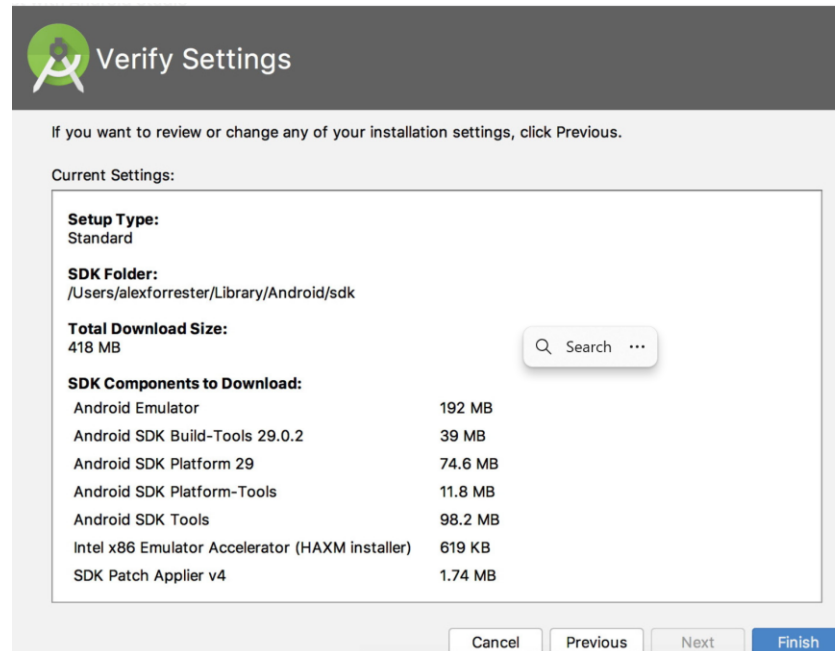 Verify Settings
If you want to review or change any of your installation settings, click Previous.
Current Settings:
Setup Type:
Standard
SDK Folder:
/Users/alexforrester/Library/Android/sdk
Total Download Size:
418 MB
Search ···
SDK Components to Download:
Android Emulator 192 MB
Android SDK Build-Tools 29.0.2 39 MB
Android SDK Platform 29 74.6 MB
Android SDK Platform-Tools 11.8 MB
Android SDK Tools 98.2 MB
Intel x86 Emulator Accelerator (HAXM installer) 619 KB
SDK Patch Applier v4 1.74 MB
Cancel Previous Next Finish